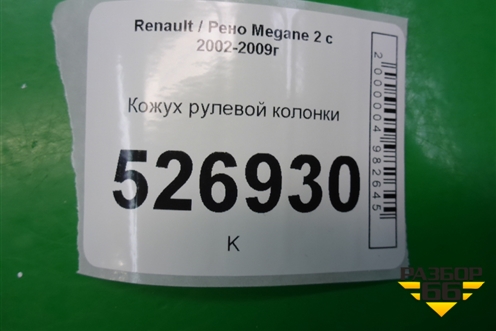 Renault / Рено Megane 2 с
2002-2009г
Кожух рулевой колонки
526930
К
2000004982645
РАЗБОР
66